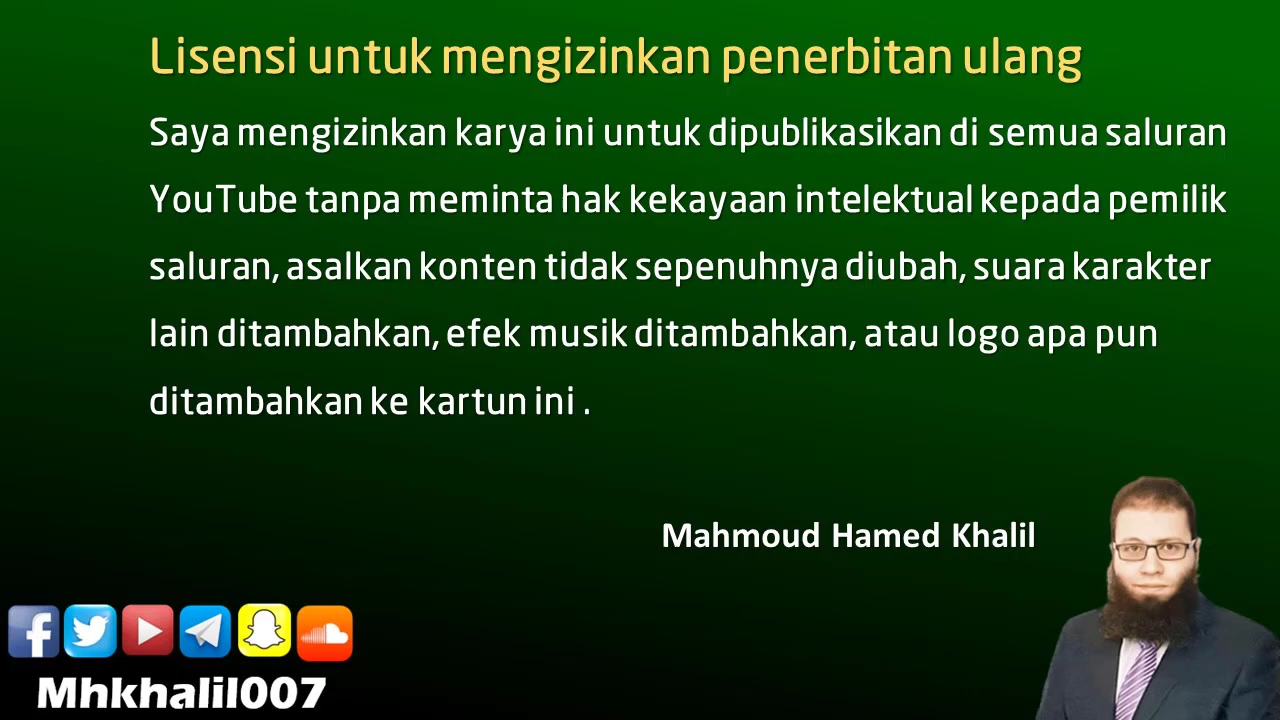 Lisensi untuk mengizinkan penerbitan ulang
Saya mengizinkan karya ini untuk dipublikasikan di semua saluran
YouTube tanpa meminta hak kekayaan intelektual kepada pemilik
saluran, asalkan konten tidak sepenuhnya diubah, suara karakter
lain ditambahkan, efek musik ditambahkan, atau logo apa pun
ditambahkan ke kartun ini .
Mahmoud Hamed Khalil
Mhkhalil007